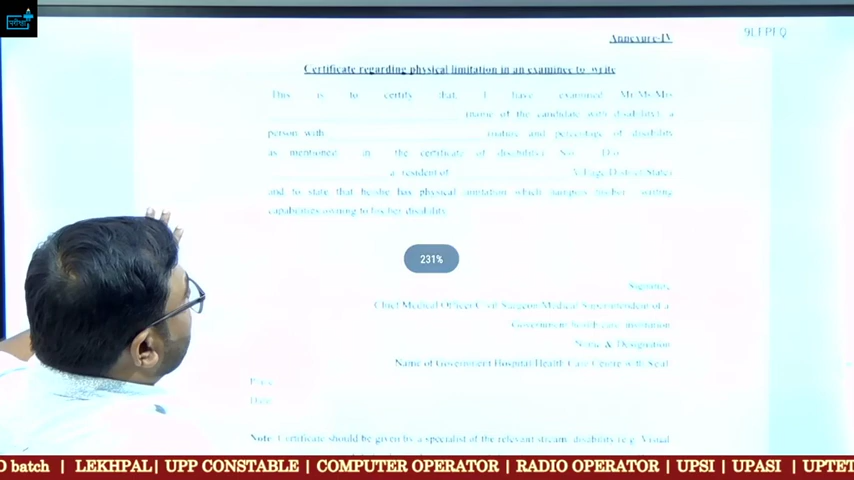 परीक्षा
Annexure-IV
9LFPFQ
Certificate regarding physical limitation in an examinee to write
This is to certify that, I have examined Mr/Ms/Mrs
(name of the candidate with disability), a
person with (nature and percentage of disability
as mentioned in the certificate of disability) No.
a resident of Village/District/States
and to state that he/she has physical limitation which hampers his/her writing
capabilities owning to his/her disability.
231%
Signature
Chief Medical Officer/Civil Surgeon/Medical Superintendent of a
Government health care institution
Name & Designation
Name of Government Hospital/Health Care Centre with Seal
Place
Date
Note: Certificate should be given by a specialist of the relevant stream/disability (e.g. Visual
O batch | LEKHPAL| UPP CONSTABLE | COMPUTER OPERATOR | RADIO OPERATOR | UPSI | UPASI | UPTET